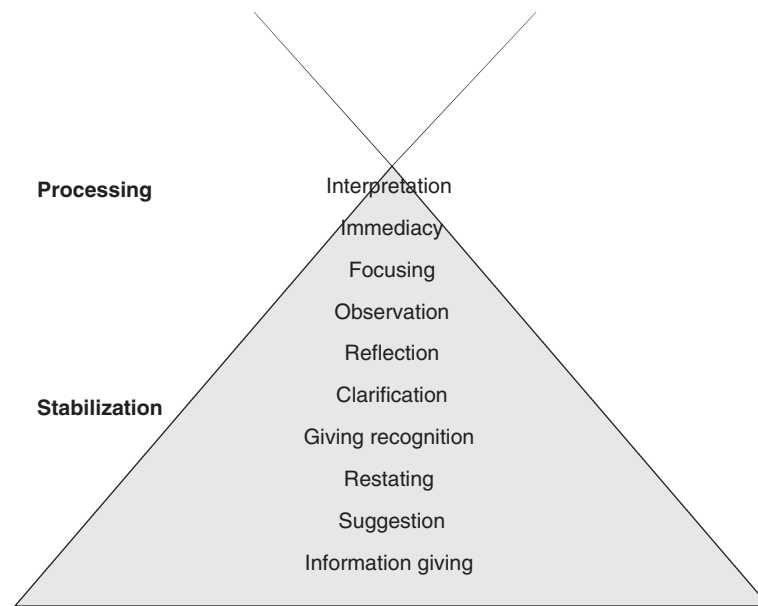 Processing
Interpretation
Immediacy
Focusing
Observation
Reflection
Clarification
Stabilization
Giving recognition
Restating
Suggestion
Information giving